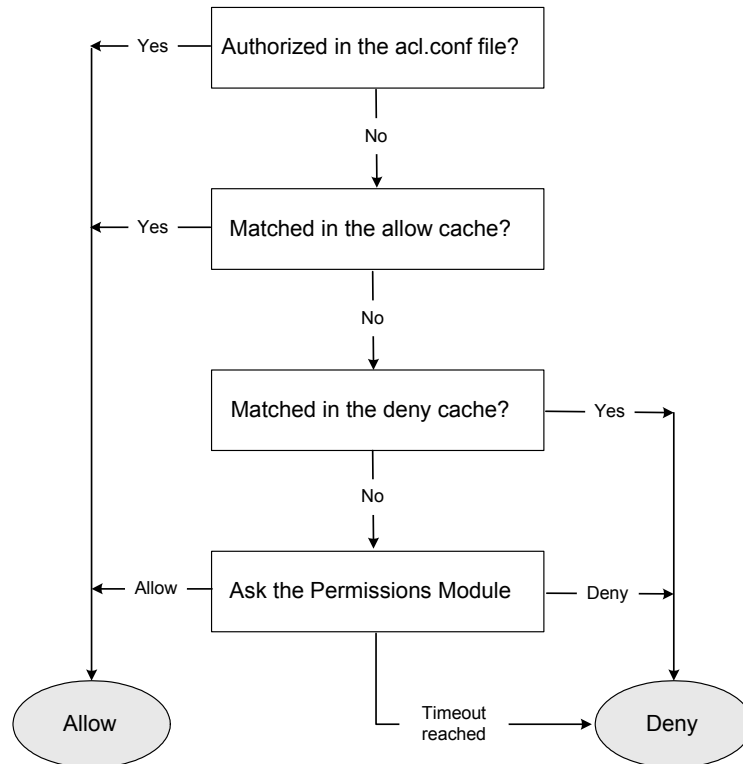 Yes
Authorized in the acl.conf file?
No
Yes
Matched in the allow cache?
No
Matched in the deny cache?
Yes
No
Allow
Ask the Permissions Module
Deny
Allow
Timeout
reached
Deny